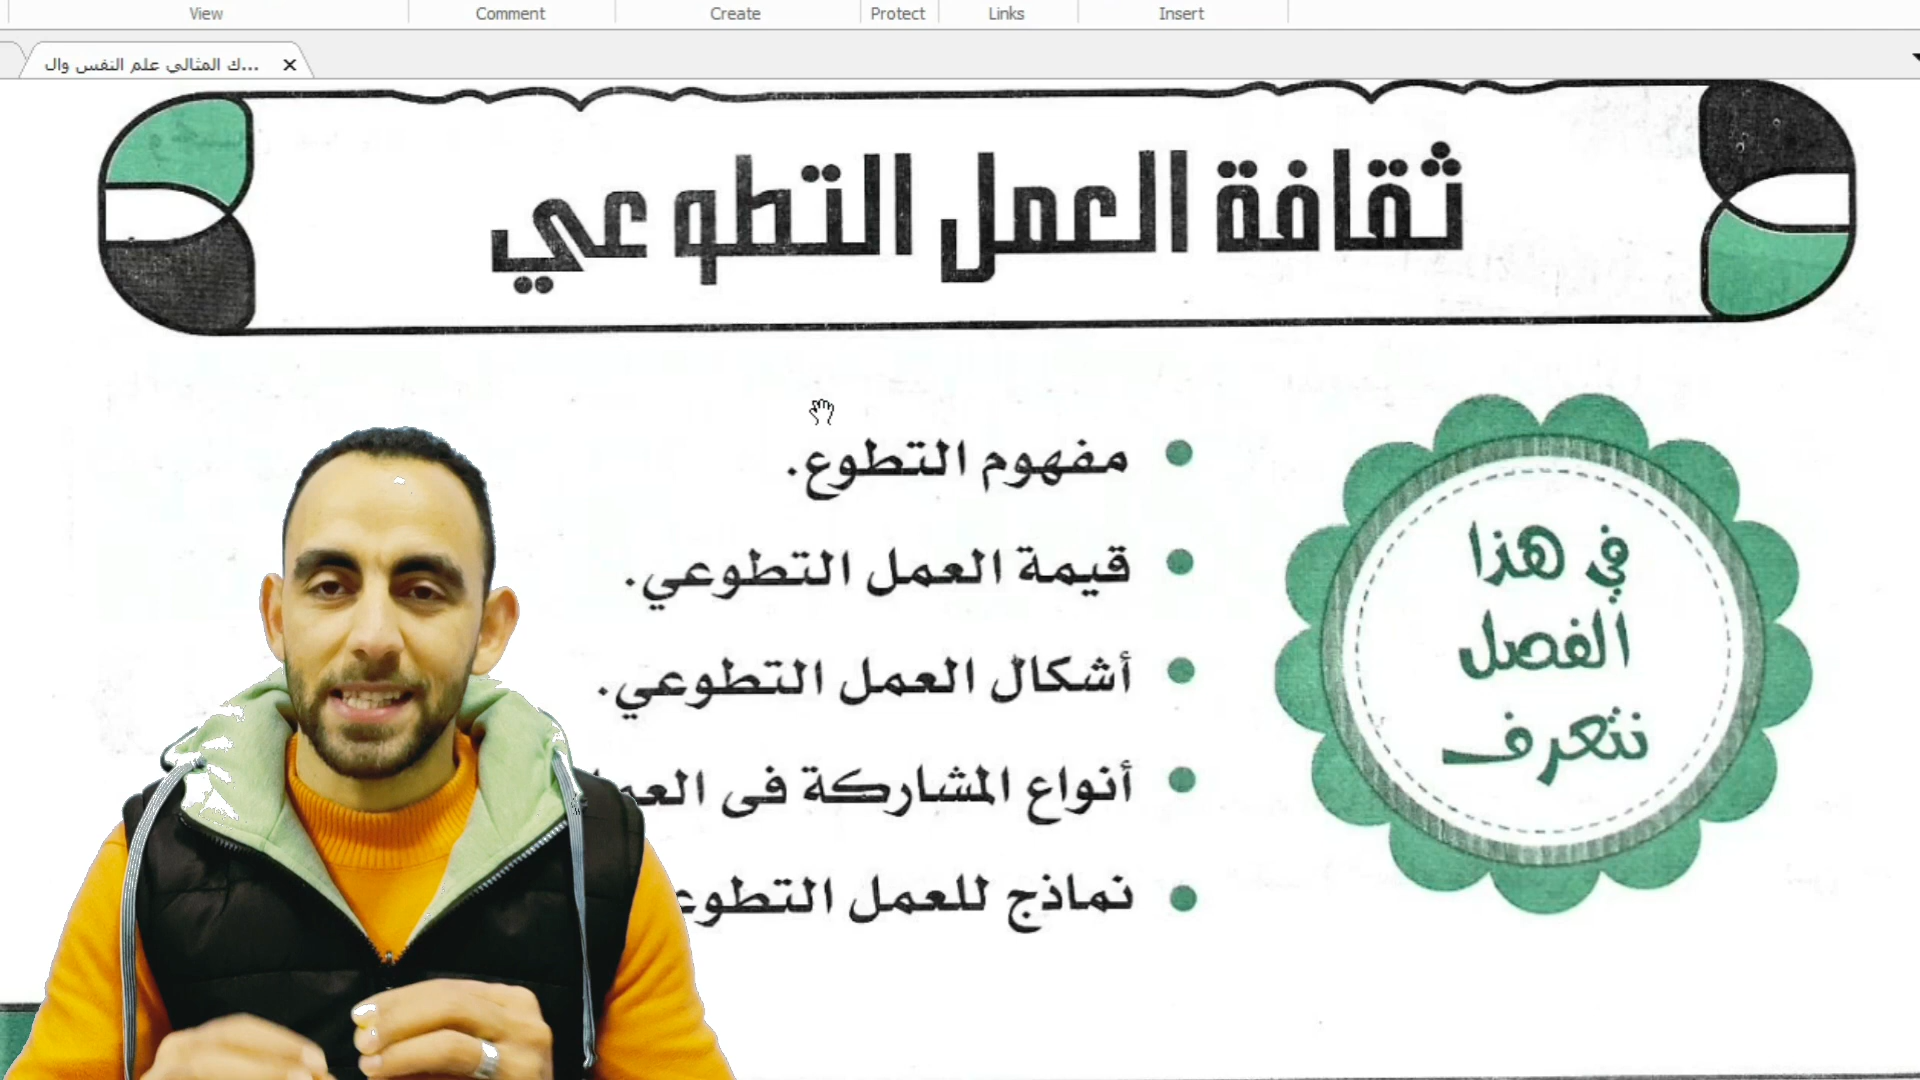 View Comment Create Protect Links Insert
ك المثالي علم النفس وال...
ثقافة العمل التطوعي
في هذا
الفصل
نتعرف
مفهوم التطوع.
قيمة العمل التطوعي.
أشكال العمل التطوعي.
أنواع المشاركة فى
نماذج للعمل